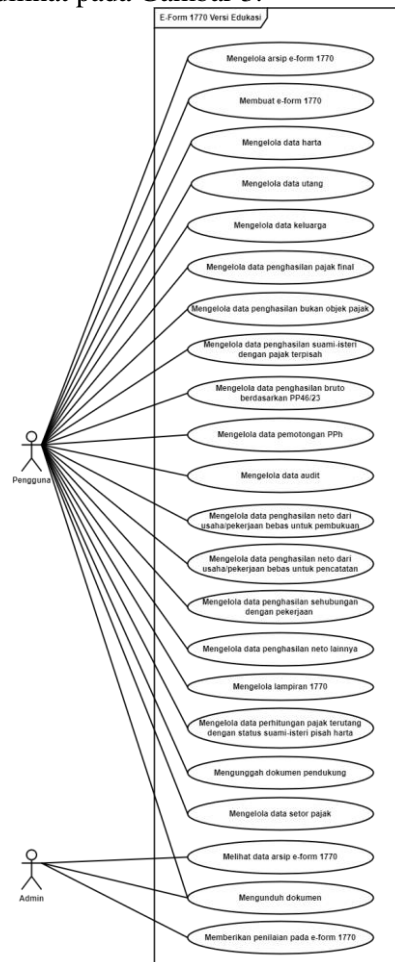 E-Form 1770 Versi Edukasi
Mengelola arsip e-form 1770
Membuat e-form 1770
Mengelola data harta
Mengelola data utang
Mengelola data keluarga
Mengelola data penghasilan pajak final
Mengelola data penghasilan bukan objek pajak
Mengelola data penghasilan suami-isteri
dengan pajak terpisah
Mengelola data penghasilan bruto
berdasarkan PP46/23
Mengelola data pemotongan PPh
Pengguna
Mengelola data audit
Mengelola data penghasilan neto dari
usaha/pekerjaan bebas untuk pembukuan
Mengelola data penghasilan neto dari
usaha/pekerjaan bebas untuk pencatatan
Mengelola data penghasilan sehubungan
dengan pekerjaan
Mengelola data penghasilan neto lainnya
Mengelola lampiran 1770
Mengelola data perhitungan pajak terutang
dengan status suami-isteri pisah harta
Mengunggah dokumen pendukung
Mengelola data setor pajak
Melihat data arsip e-form 1770
Admin
Mengunduh dokumen
Memberikan penilaian pada e-form 1770